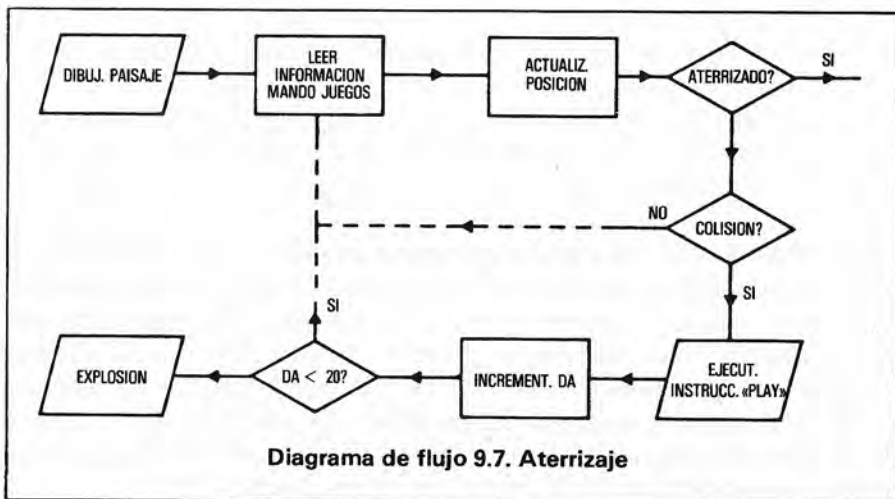 DIBUJ. PAISAJE
LEER
INFORMACION
MANDO JUEGOS
ACTUALIZ.
POSICION
ATERRIZADO?
SI
COLISION?
NO
SI
EJECUT.
INSTRUCC. «PLAY»
INCREMENT. DA
DA < 20?
SI
EXPLOSION
Diagrama de flujo 9.7. Aterrizaje